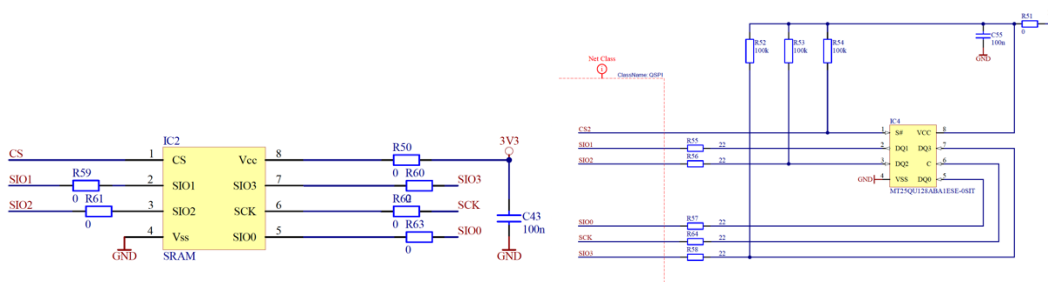 IC2
CS
1
CS
Vcc
8
R50
0
3V3
SIO1
R59
0
2
SIO1
SIO3
7
R60
SIO3
SIO2
R61
0
3
SIO2
SCK
6
R62
SCK
4
Vss
SIO0
5
R63
0
SIO0
GND
SRAM
C43
100n
GND
R51
0
R52
100k
R53
100k
R54
100k
C55
100n
GND
Net Class
i
ClassName: GSPI
IC4
CS2
1
S#
VCC
8
SIO1
R55
22
2
DQ1
DQ3
7
SIO2
R56
22
3
DQ2
C
6
GND
4
VSS
DQ0
5
MT25QU128ABA1ESE-0SIT
SIO0
R57
22
SCK
R64
22
SIO3
R58
22